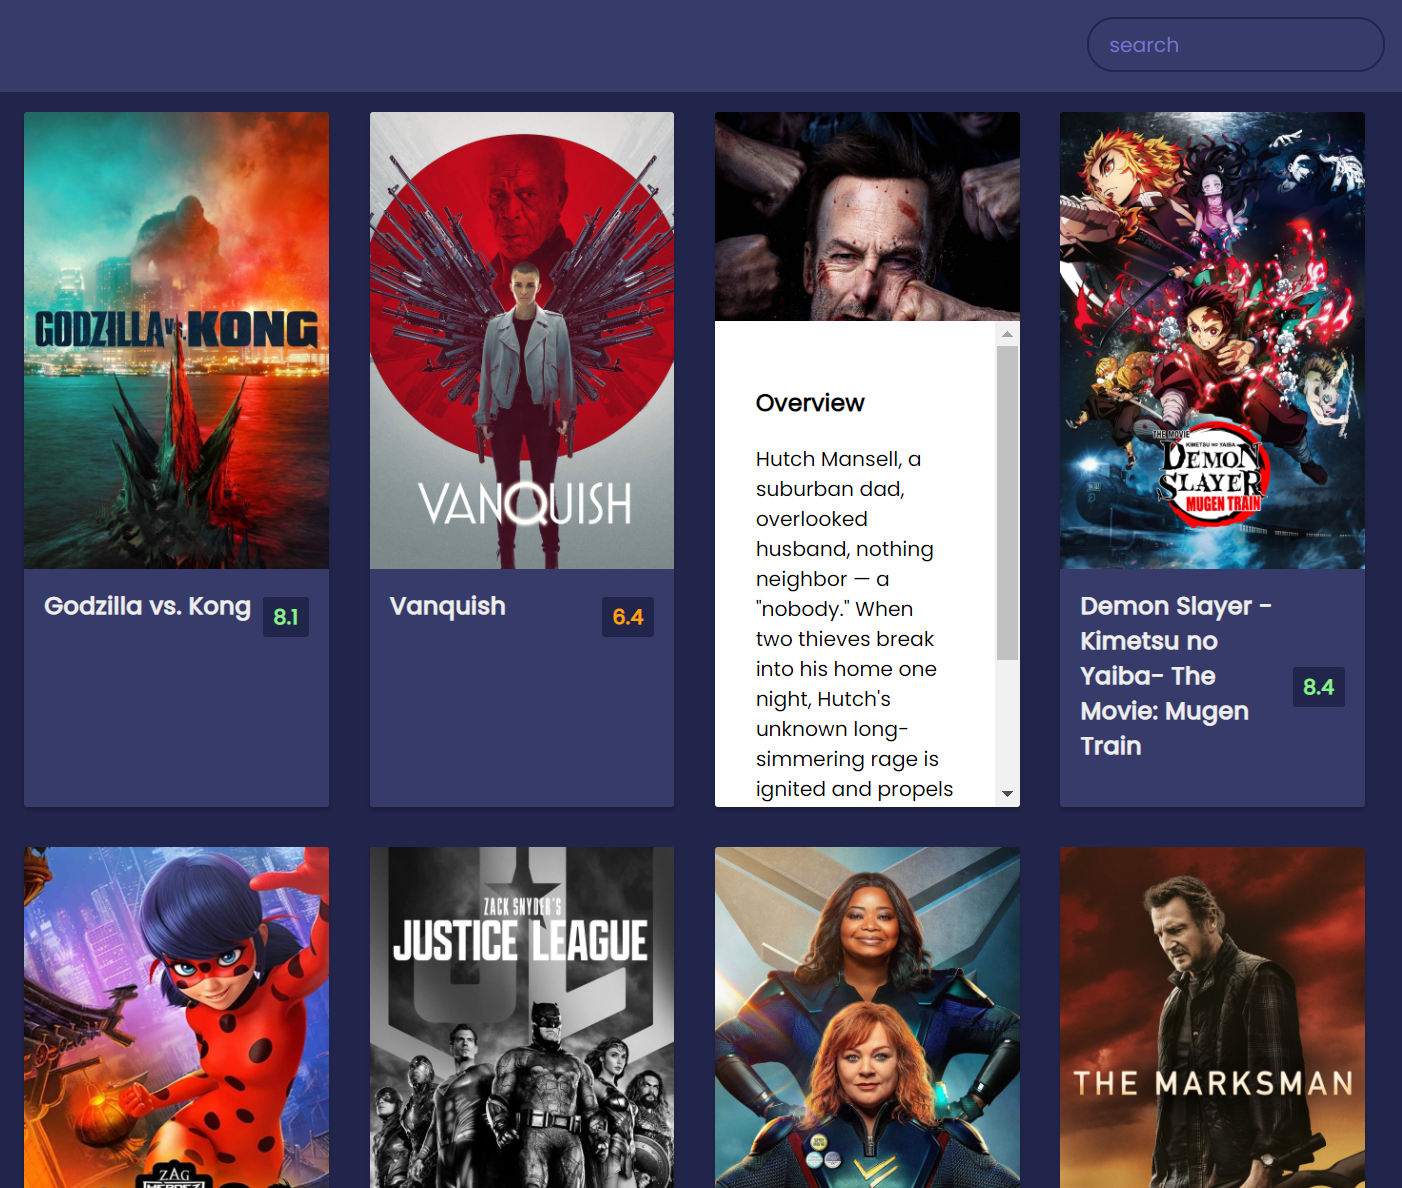 search
GODZILLA vs. KONG
VANQUISH
Overview
Hutch Mansell, a
suburban dad,
overlooked
husband, nothing
neighbor — a
"nobody." When
two thieves break
into his home one
night, Hutch's
unknown long-
simmering rage is
ignited and propels
THE MOVIE
KIMETSU NO YAIBA
DEMON
SLAYER
MUGEN TRAIN
Godzilla vs. Kong
8.1
Vanquish
6.4
Demon Slayer -
Kimetsu no
Yaiba- The
Movie: Mugen
Train
8.4
ZAG
HEROEZ
ZACK SNYDER'S
JUSTICE LEAGUE
JL
THE MARKSMAN